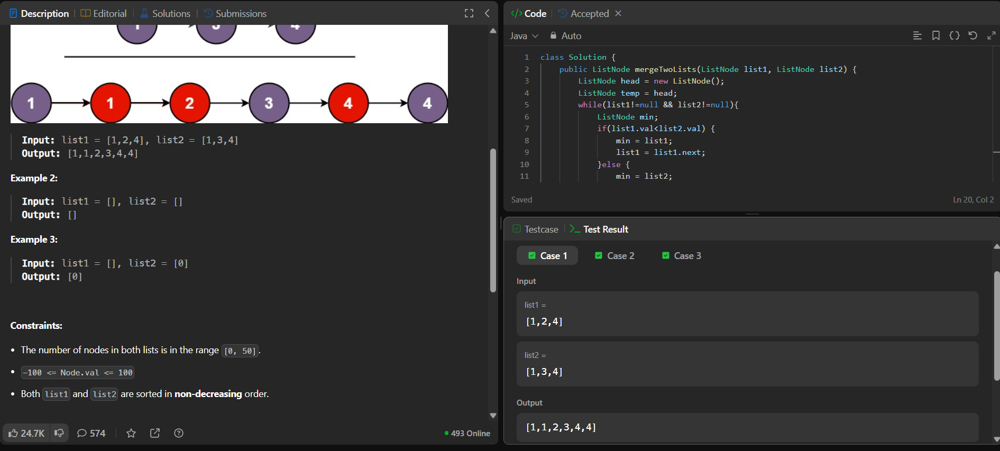 Description
Editorial
Solutions
Submissions
1 3 4
1 1 2 3 4 4
Input: list1 = [1,2,4], list2 = [1,3,4]
Output: [1,1,2,3,4,4]
Example 2:
Input: list1 = [], list2 = []
Output: []
Example 3:
Input: list1 = [], list2 = [0]
Output: [0]
Constraints:
• The number of nodes in both lists is in the range [0, 50].
• -100 <= Node.val <= 100
• Both list1 and list2 are sorted in non-decreasing order.
24.7K
574
493 Online
</> Code
Accepted
Java
Auto
1 class Solution {
2     public ListNode mergeTwoLists(ListNode list1, ListNode list2) {
3         ListNode head = new ListNode();
4         ListNode temp = head;
5         while(list1!=null && list2!=null){
6             ListNode min;
7             if(list1.val<list2.val) {
8                 min = list1;
9                 list1 = list1.next;
10             }else {
11                 min = list2;
Saved
Ln 20, Col 2
Testcase
Test Result
Case 1
Case 2
Case 3
Input
list1 =
[1,2,4]
list2 =
[1,3,4]
Output
[1,1,2,3,4,4]